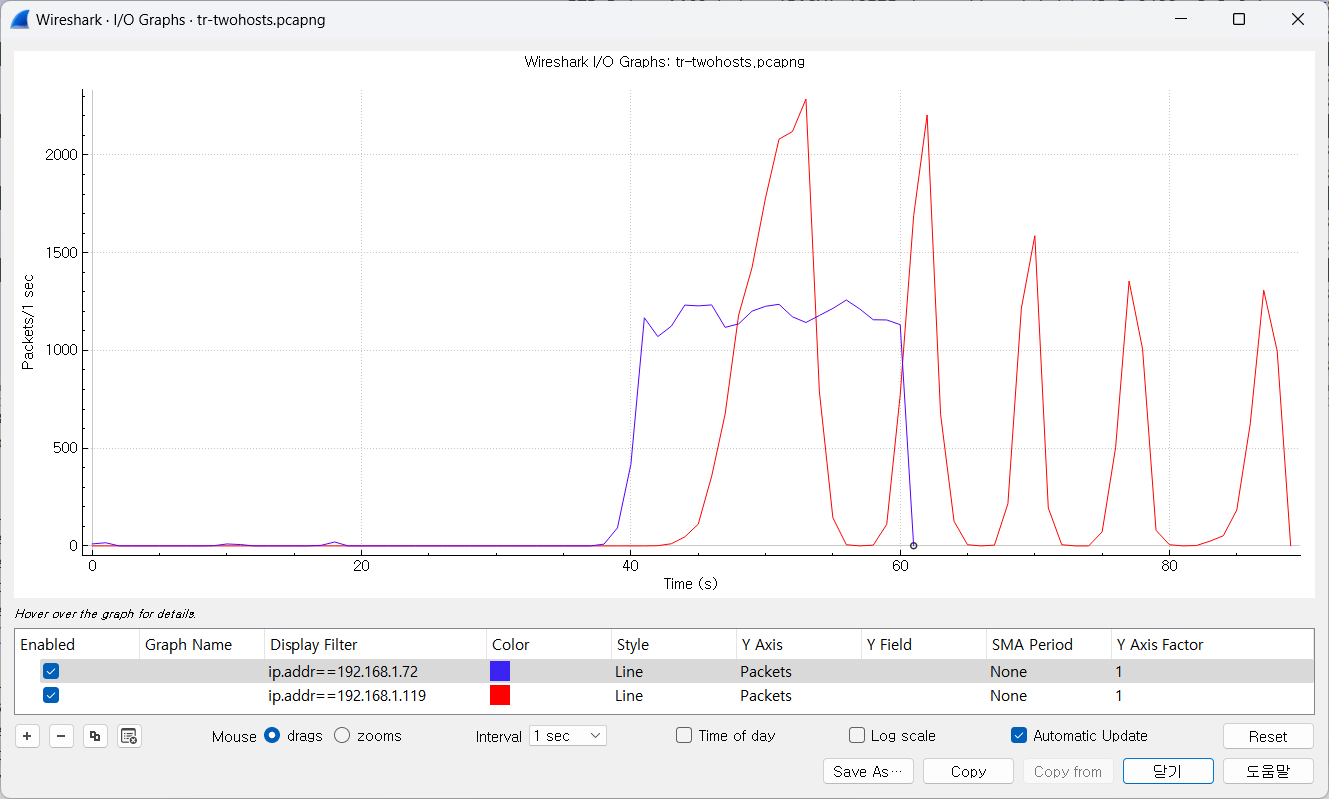 Wireshark · I/O Graphs · tr-twohosts.pcapng
Wireshark I/O Graphs: tr-twohosts.pcapng
Packets/1 sec
2000
1500
1000
500
0
0 20 40 60 80
Time (s)
Hover over the graph for details.
Enabled Graph Name Display Filter Color Style Y Axis Y Field SMA Period Y Axis Factor
ip.addr==192.168.1.72 Line Packets None 1
ip.addr==192.168.1.119 Line Packets None 1
+ − Mouse drags zooms Interval 1 sec Time of day Log scale Automatic Update Reset
Save As… Copy Copy from 닫기 도움말